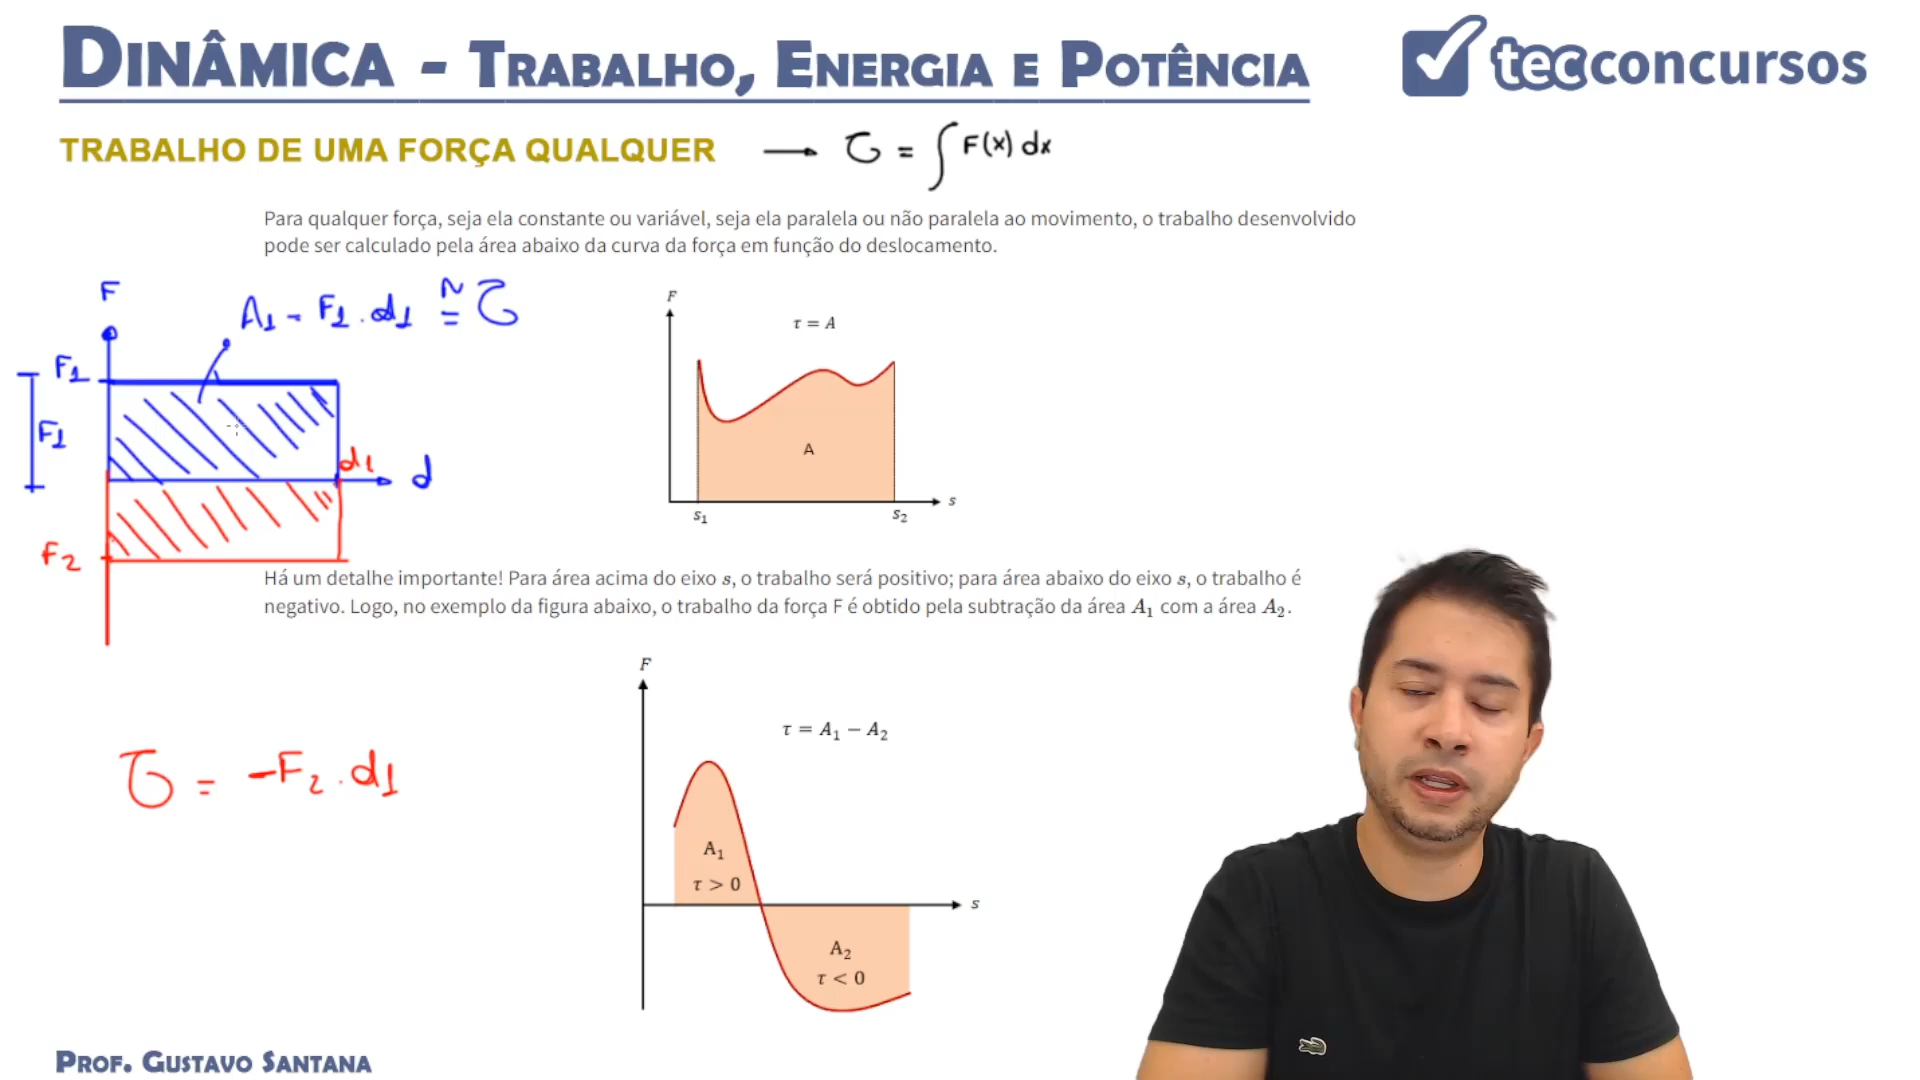 DINÂMICA - TRABALHO, ENERGIA E POTÊNCIA
tecconcursos
TRABALHO DE UMA FORÇA QUALQUER → τ = ∫ F(x) dx
Para qualquer força, seja ela constante ou variável, seja ela paralela ou não paralela ao movimento, o trabalho desenvolvido
pode ser calculado pela área abaixo da curva da força em função do deslocamento.
F
A1 = F1 . d1 ≅ τ
F1
F1
d1
d
F2
F
τ = A
A
s
s1
s2
Há um detalhe importante! Para área acima do eixo s, o trabalho será positivo; para área abaixo do eixo s, o trabalho é
negativo. Logo, no exemplo da figura abaixo, o trabalho da força F é obtido pela subtração da área A1 com a área A2.
τ = -F2 . d1
F
τ = A1 − A2
A1
τ > 0
s
A2
τ < 0
PROF. GUSTAVO SANTANA